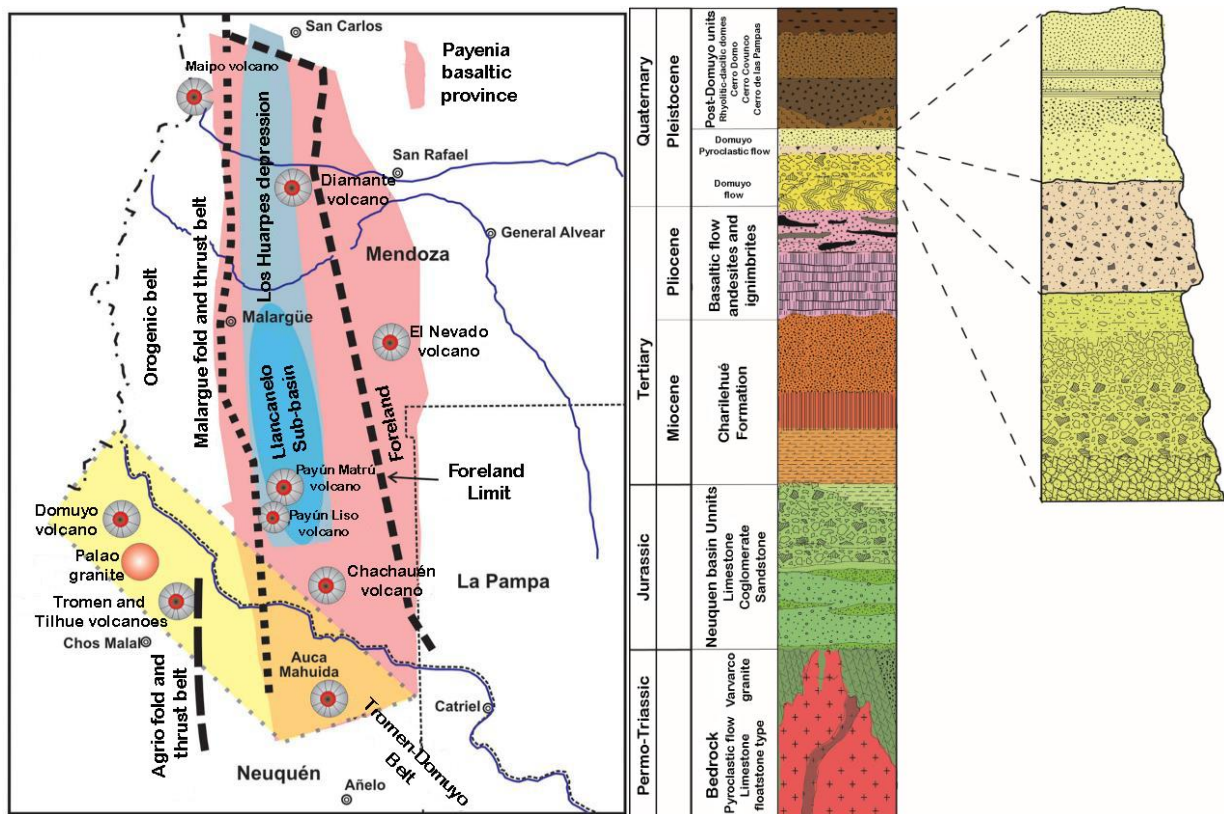 San Carlos
Maipo volcano
Payenia
basaltic
province
Los Huarpes depression
San Rafael
Diamante
volcano
General Alvear
Mendoza
Orogenic belt
Malargue fold and thrust belt
Malargüe
El Nevado
volcano
Llancanelo
Sub-basin
Foreland
Foreland
Limit
Payún Matrú
volcano
Payún Liso
volcano
Domuyo
volcano
Palao
granite
Chachauén
volcano
La Pampa
Tromen and
Tilhue volcanoes
Chos Malal
Auca
Mahuida
Agrio fold and
thrust belt
Catriel
Tromen-Domuyo
Belt
Neuquén
Añelo
Quaternary
Pleistocene
Post-Domuyo units
Rhyolitic-dacitic domes
Cerro Domo
Cerro Covunco
Cerro de las Pampas
Domuyo
Pyroclastic flow
Domuyo
flow
Tertiary
Pliocene
Basaltic flow
andesites and
ignimbrites
Miocene
Charilehué
Formation
Jurassic
Neuquen basin Unnits
Limestone
Coglomerate
Sandstone
Permo-Triassic
Bedrock
Pyroclastic flow
Limestone
floatstone type
Varvarco
granite